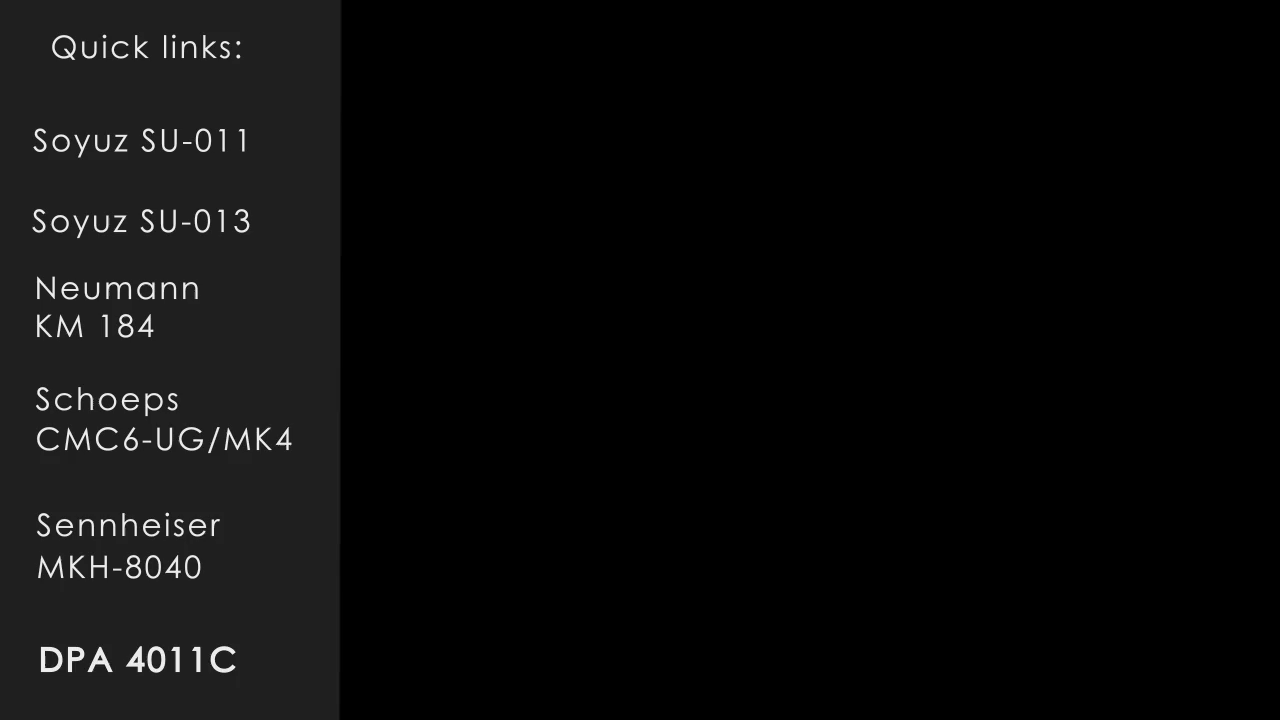 Quick links:
Soyuz SU-011
Soyuz SU-013
Neumann
KM 184
Schoeps
CMC6-UG/MK4
Sennheiser
MKH-8040
DPA 4011C